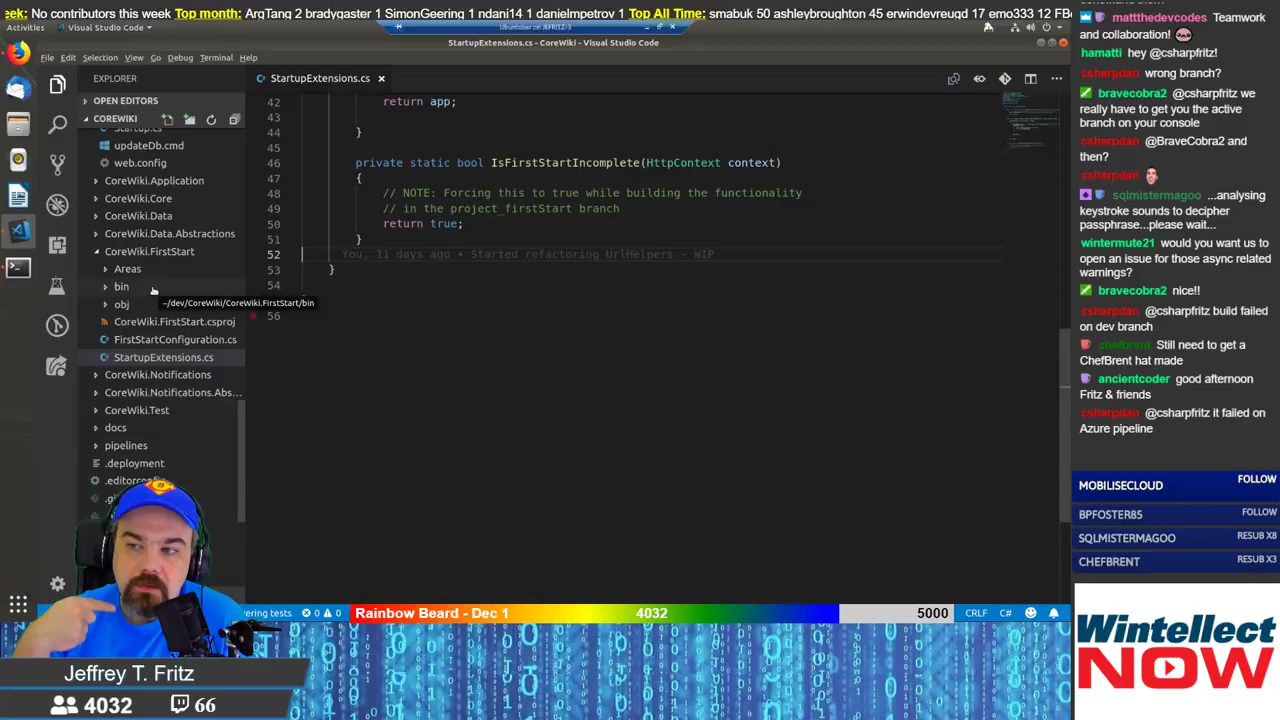 eek: No contributors this week Top month: ArgTang 2 bradygaster 1 SimonGeering 1 ndani14 1 danielmpetrov 1 Top All Time: smabuk 50 ashleybroughton 45 erwindevreugd 17 emo333 12 FB
Activities
Visual Studio Code
StartupExtensions.cs - CoreWiki - Visual Studio Code
File Edit Selection View Go Debug Terminal Help
EXPLORER
StartupExtensions.cs
OPEN EDITORS
COREWIKI
Startup.cs
updateDb.cmd
web.config
CoreWiki.Application
CoreWiki.Core
CoreWiki.Data
CoreWiki.Data.Abstractions
CoreWiki.FirstStart
Areas
bin
obj
~/dev/CoreWiki/CoreWiki.FirstStart/bin
CoreWiki.FirstStart.csproj
FirstStartConfiguration.cs
StartupExtensions.cs
CoreWiki.Notifications
CoreWiki.Notifications.Abs...
CoreWiki.Test
docs
pipelines
.deployment
42 return app;
43
44 }
45
46 private static bool IsFirstStartIncomplete(HttpContext context)
47 {
48 // NOTE: Forcing this to true while building the functionality
49 // in the project_firstStart branch
50 return true;
51 }
52 You, 11 days ago • Started refactoring UrlHelpers - WIP
53 }
54
56
mattthedevcodes Teamwork
and collaboration!
hamatti hey @csharpfritz!
csharpdan wrong branch?
bravecobra2 @csharpfritz we
really have to get you the active
branch on your console
csharpdan @BraveCobra2 and
then?
csharpdan
sqlmistermagoo ...analysing
keystroke sounds to decipher
passphrase...please wait...
wintermute21 would you want us to
open an issue for those async related
warnings?
bravecobra2 nice!!
csharpdan @csharpfritz build failed
on dev branch
chefbrent Still need to get a
ChefBrent hat made
ancientcoder good afternoon
Fritz & friends
csharpdan @csharpfritz it failed on
Azure pipeline
MOBILISECLOUD FOLLOW
BPFOSTER85 FOLLOW
SQLMISTERMAGOO RESUB X8
CHEFBRENT RESUB X3
Wintellect
NOW
tests 0 0
Rainbow Beard - Dec 1 4032 5000
CRLF C#
Jeffrey T. Fritz
4032 66